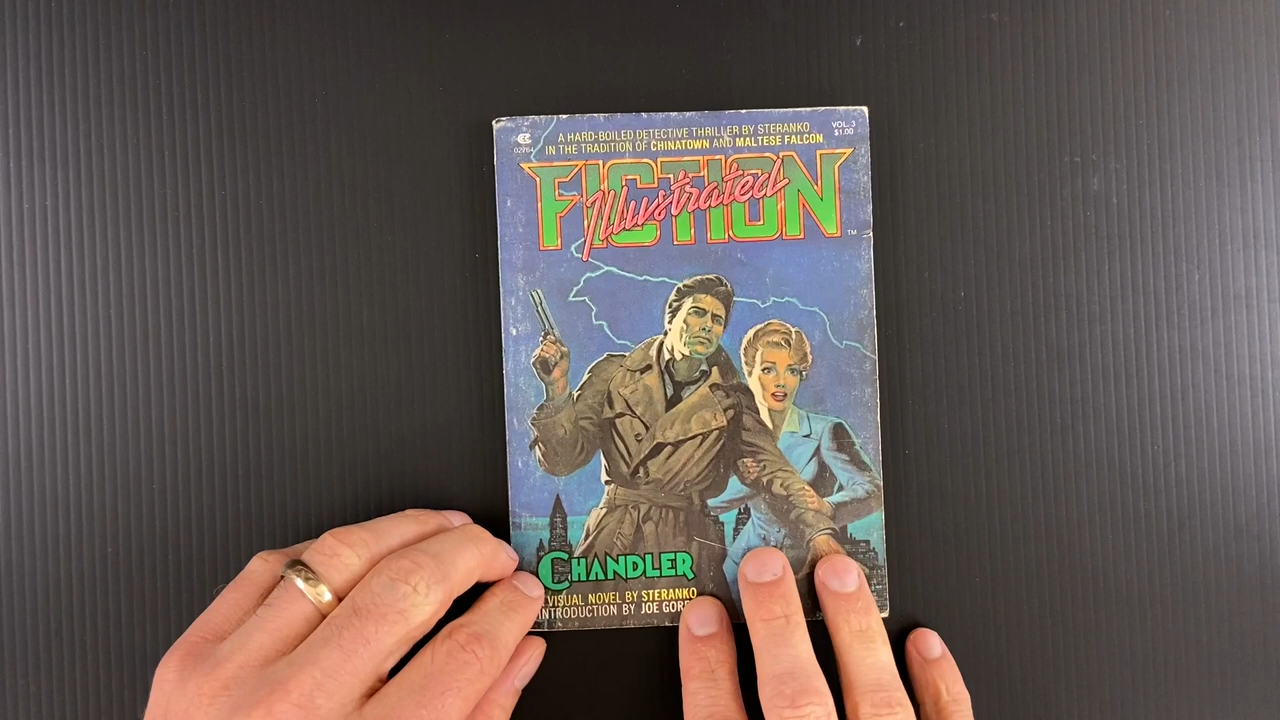 A HARD-BOILED DETECTIVE THRILLER BY STERANKO
IN THE TRADITION OF CHINATOWN AND MALTESE FALCON
VOL. 3
$1.00
02764
FICTION
Illustrated
TM
CHANDLER
VISUAL NOVEL BY STERANKO
INTRODUCTION BY JOE